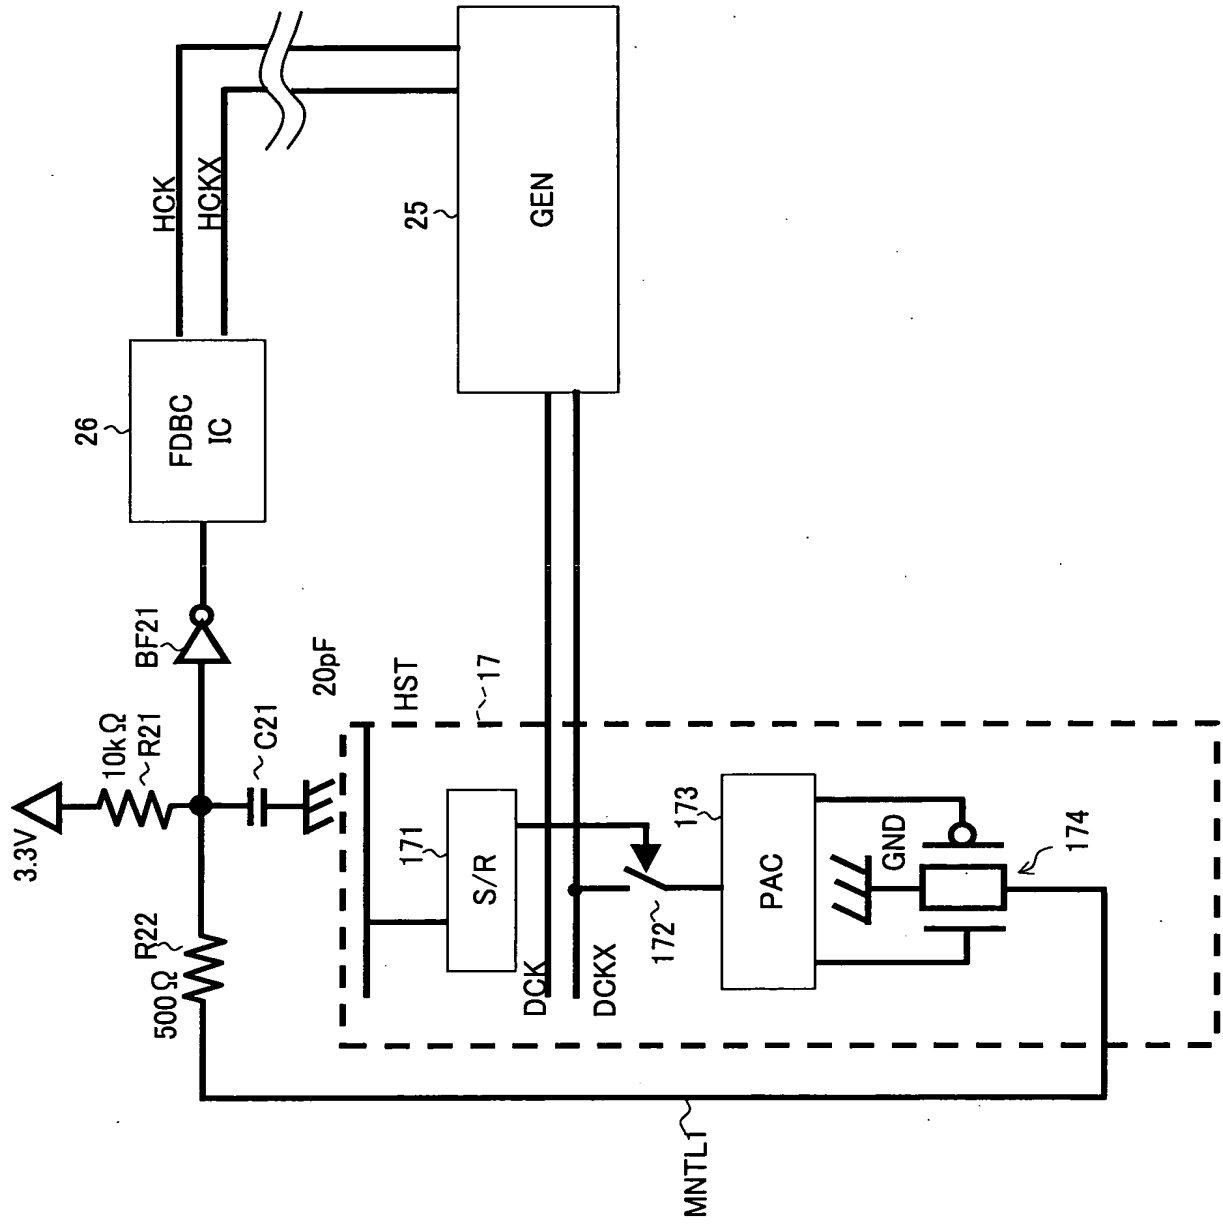 3.3V
10kΩ
R21
C21
20pF
500Ω
R22
BF21
26
FDBC
IC
HCK
HCKX
25
GEN
HST
17
171
S/R
DCK
DCKX
172
173
PAC
GND
174
MNTL1